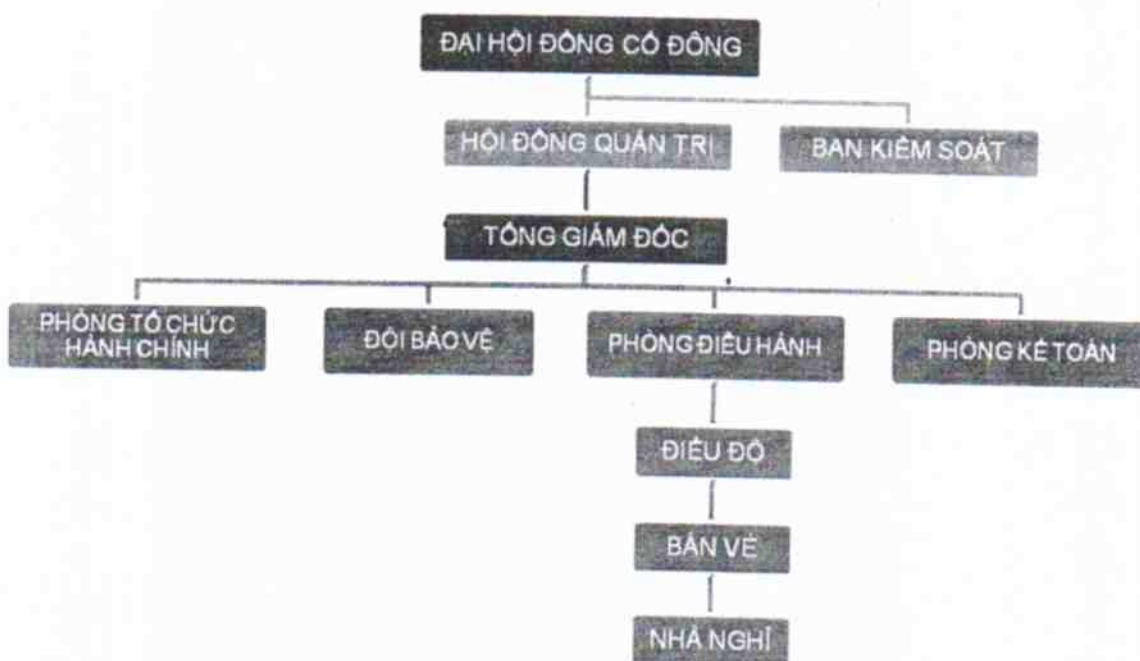 ĐẠI HỘI ĐỒNG CỔ ĐÔNG
HỘI ĐỒNG QUẢN TRỊ
BAN KIỂM SOÁT
TỔNG GIÁM ĐỐC
PHÒNG TỔ CHỨC
HÀNH CHÍNH
ĐỘI BẢO VỆ
PHÒNG ĐIỀU HÀNH
PHÒNG KẾ TOÁN
ĐIỀU ĐỘ
BÁN VÉ
NHÀ NGHỈ